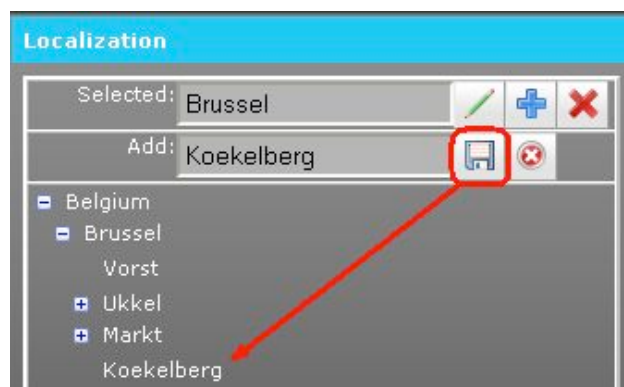 Localization
Selected: Brussel
Add: Koekelberg
Belgium
Brussel
Vorst
Ukkel
Markt
Koekelberg